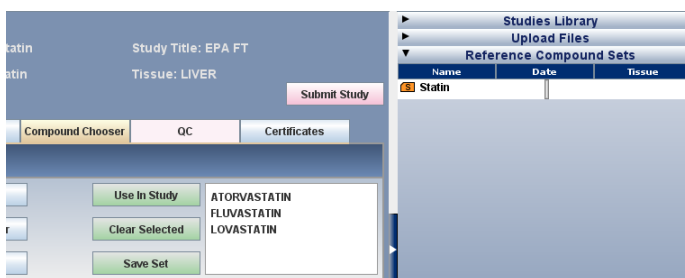 tatin
Study Title: EPA FT
atin
Tissue: LIVER
Submit Study
Compound Chooser
QC
Certificates
Use In Study
Clear Selected
Save Set
r
ATORVASTATIN
FLUVASTATIN
LOVASTATIN
Studies Library
Upload Files
Reference Compound Sets
Name Date Tissue
S Statin